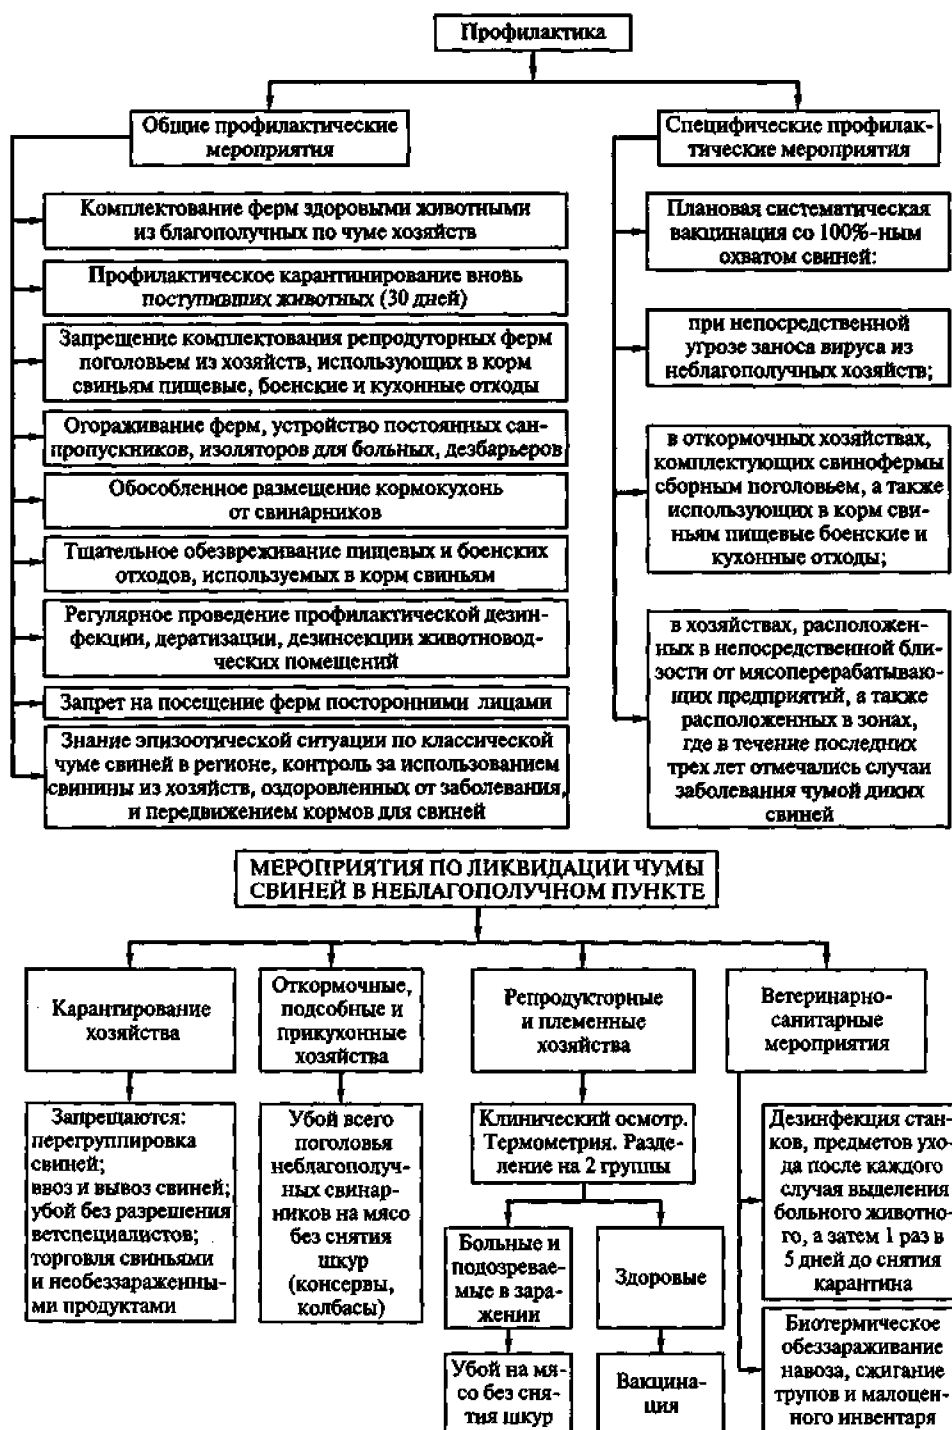 Профилактика
Общие профилактические
мероприятия
Комплектование ферм здоровыми животными
из благополучных по чуме хозяйств
Профилактическое карантинирование вновь
поступивших животных (30 дней)
Запрещение комплектования репродуторных ферм
поголовьем из хозяйств, использующих в корм
свиньям пищевые, боенские и кухонные отходы
Огораживание ферм, устройство постоянных сан-
пропускников, изоляторов для больных, дезбарьеров
Обособленное размещение кормокухонь
от свинарников
Тщательное обезвреживание пищевых и боенских
отходов, используемых в корм свиньям
Регулярное проведение профилактической дезин-
фекции, дератизации, дезинсекции животновод-
ческих помещений
Запрет на посещение ферм посторонними лицами
Знание эпизоотической ситуации по классической
чуме свиней в регионе, контроль за использованием
свинины из хозяйств, оздоровленных от заболевания,
и передвижением кормов для свиней
Специфические профилак-
тические мероприятия
Плановая систематическая
вакцинация со 100%-ным
охватом свиней:
при непосредственной
угрозе заноса вируса из
неблагополучных хозяйств;
в откормочных хозяйствах,
комплектующих свинофермы
сборным поголовьем, а также
использующих в корм сви-
ньям пищевые боенские и
кухонные отходы;
в хозяйствах, расположен-
ных в непосредственной бли-
зости от мясоперерабатываю-
щих предприятий, а также
расположенных в зонах,
где в течение последних
трех лет отмечались случаи
заболевания чумой диких
свиней
МЕРОПРИЯТИЯ ПО ЛИКВИДАЦИИ ЧУМЫ
СВИНЕЙ В НЕБЛАГОПОЛУЧНОМ ПУНКТЕ
Карантирование
хозяйства
Запрещаются:
перегруппировка
свиней;
ввоз и вывоз свиней;
убой без разрешения
ветспециалистов;
торговля свиньями
и необеззараженны-
ми продуктами
Откормочные,
подсобные и
прикухонные
хозяйства
Убой всего
поголовья
неблагополуч-
ных свинар-
ников на мясо
без снятия
шкур
(консервы,
колбасы)
Репродукторные
и племенные
хозяйства
Клинический осмотр.
Термометрия. Разде-
ление на 2 группы
Больные и
подозревае-
мые в зара-
жении
Убой на мя-
со без сня-
тия шкур
Здоровые
Вакцина-
ция
Ветеринарно-
санитарные
мероприятия
Дезинфекция стан-
ков, предметов ухо-
да после каждого
случая выделения
больного животно-
го, а затем 1 раз в
5 дней до снятия
карантина
Биотермическое
обеззараживание
навоза, сжигание
трупов и малоцен-
ного инвентаря